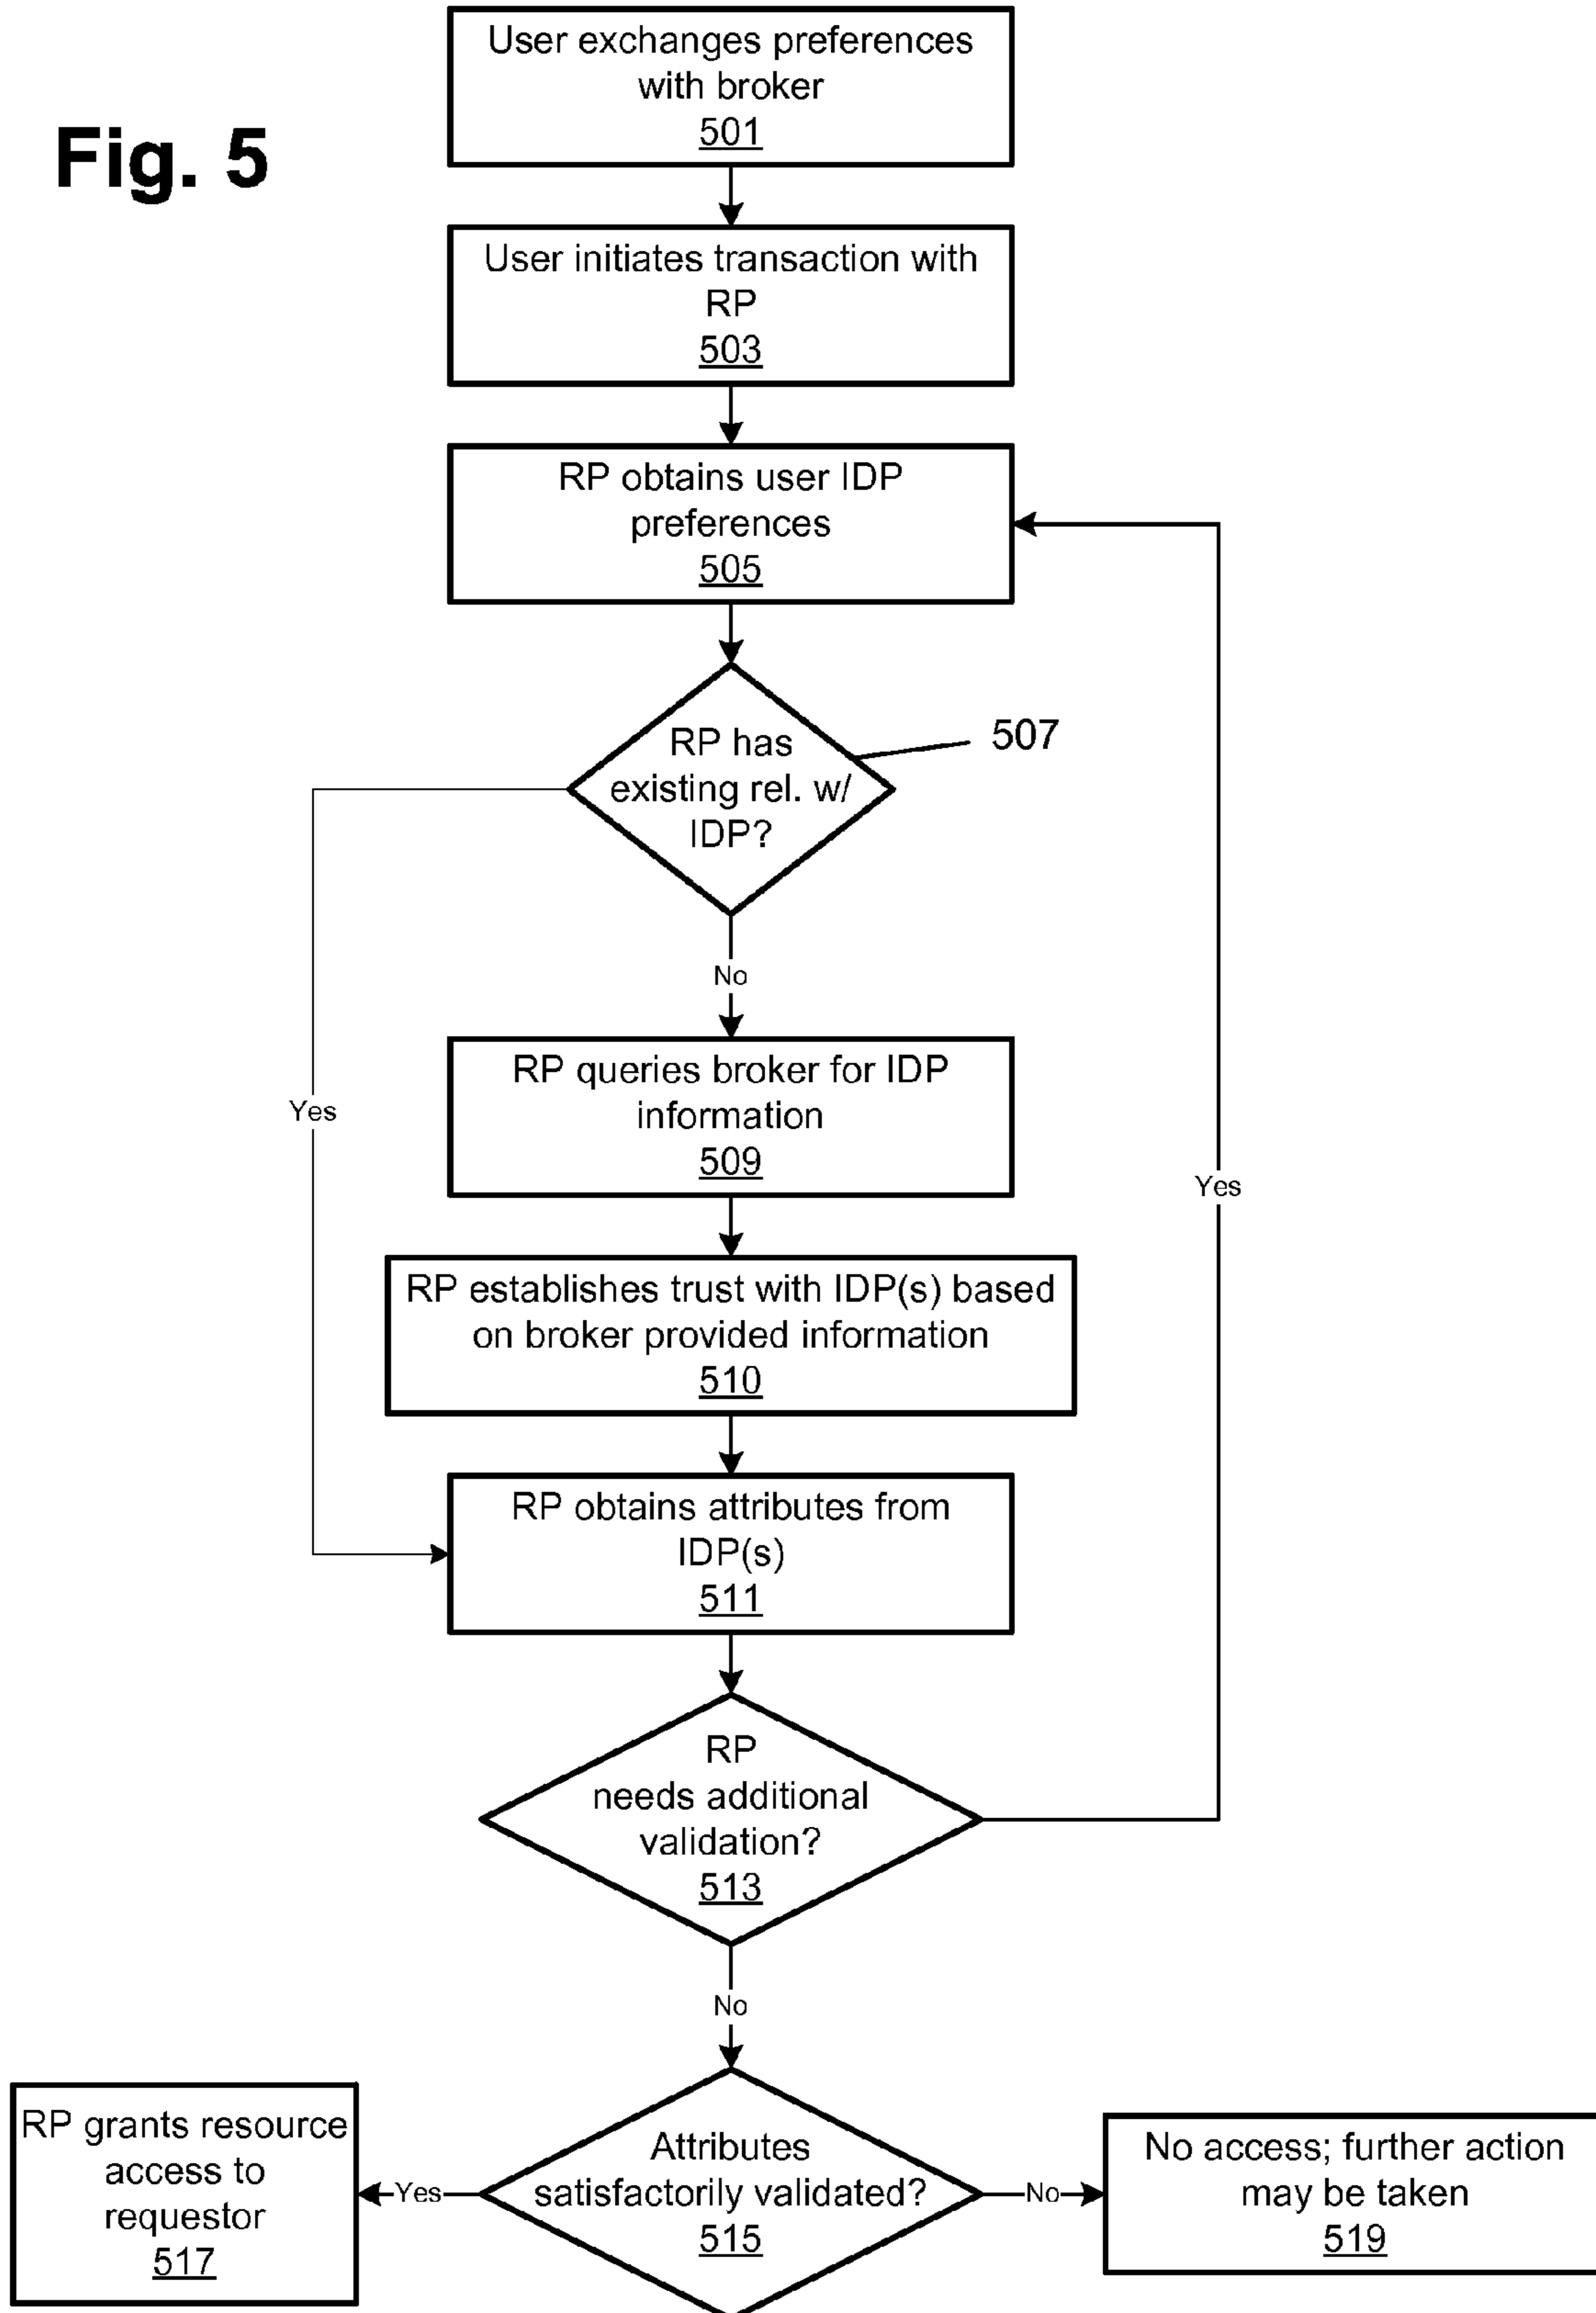 User exchanges preferences
with broker
501
Fig. 5
User initiates transaction with
RP
503
RP obtains user IDP
preferences
505
RP has
existing rel. w/
IDP?
507
No
RP queries broker for IDP
information
509
Yes
Yes
RP establishes trust with IDP(s) based
on broker provided information
510
RP obtains attributes from
IDP(s)
511
RP
needs additional
validation?
513
No
RP grants resource
access to
requestor
517
Yes
Attributes
satisfactorily validated?
515
No
No access; further action
may be taken
519